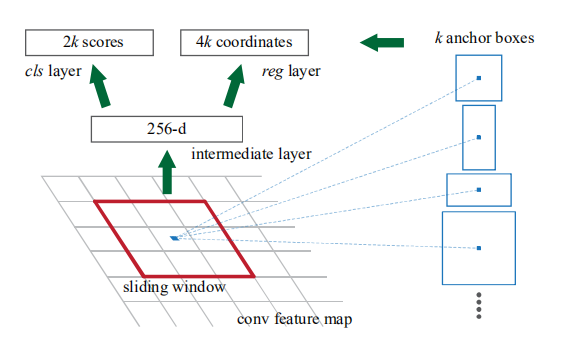 2k scores
4k coordinates
k anchor boxes
cls layer
reg layer
256-d
intermediate layer
sliding window
conv feature map